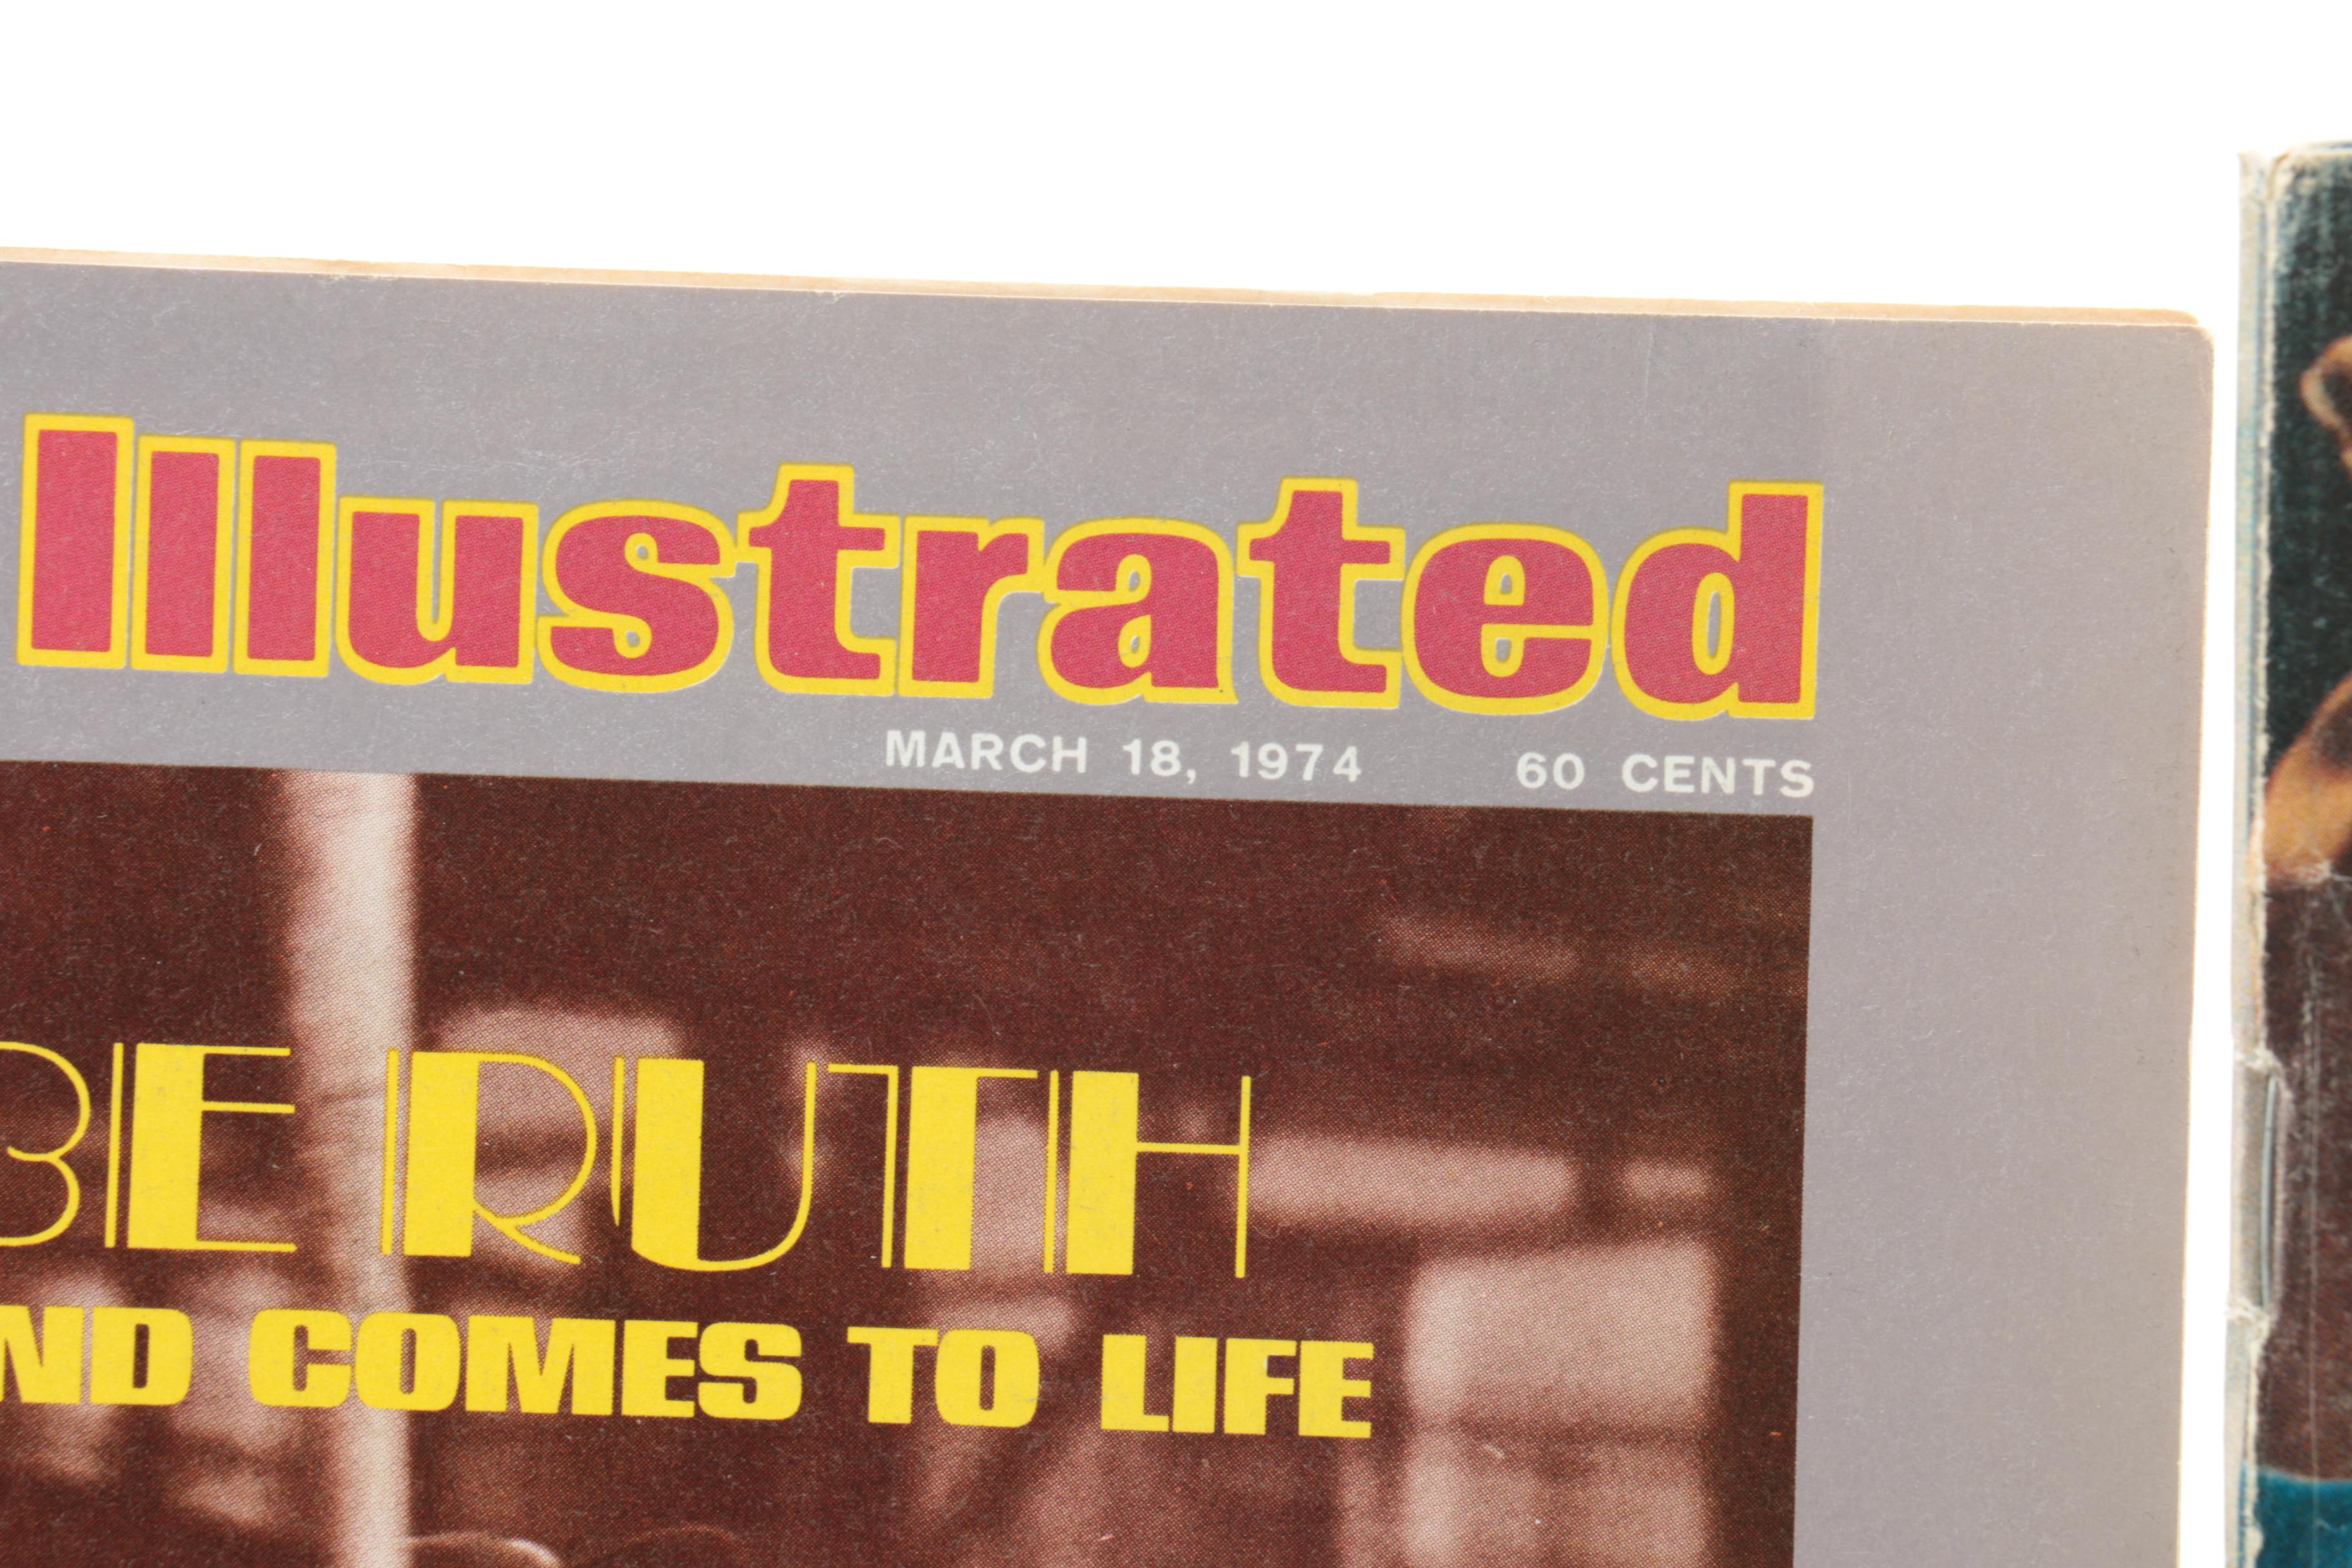 Illustrated
MARCH 18, 1974 60 CENTS
BE RUTH
ND COMES TO LIFE